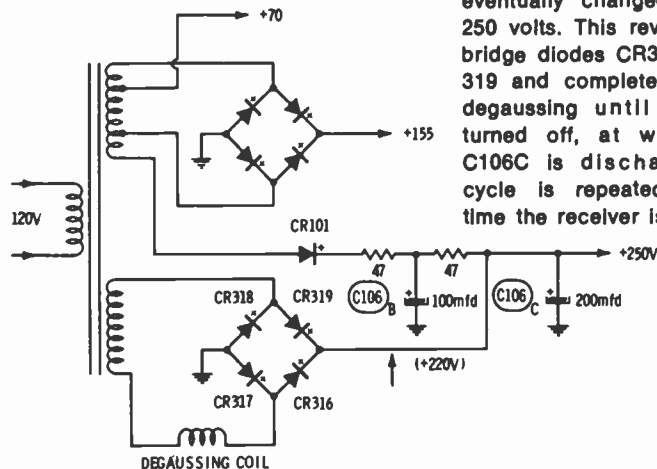 eventually changed
250 volts. This rev
bridge diodes CR3
319 and complete
degaussing until
turned off, at w
C106C is discha
cycle is repeated
time the receiver is
+70
+155
120V
CR101
+250V
47
47
C106 B
100mfd
C106 C
200mfd
CR318
CR319
(+220V)
CR317
CR316
DEGAUSSING COIL